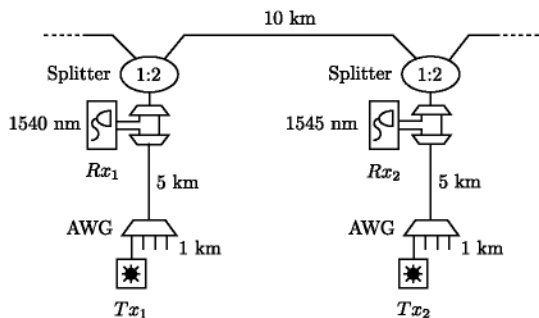 10 km
Splitter 1:2
Splitter 1:2
1540 nm
1545 nm
Rx1
Rx2
5 km
5 km
AWG
AWG
1 km
1 km
Tx1
Tx2